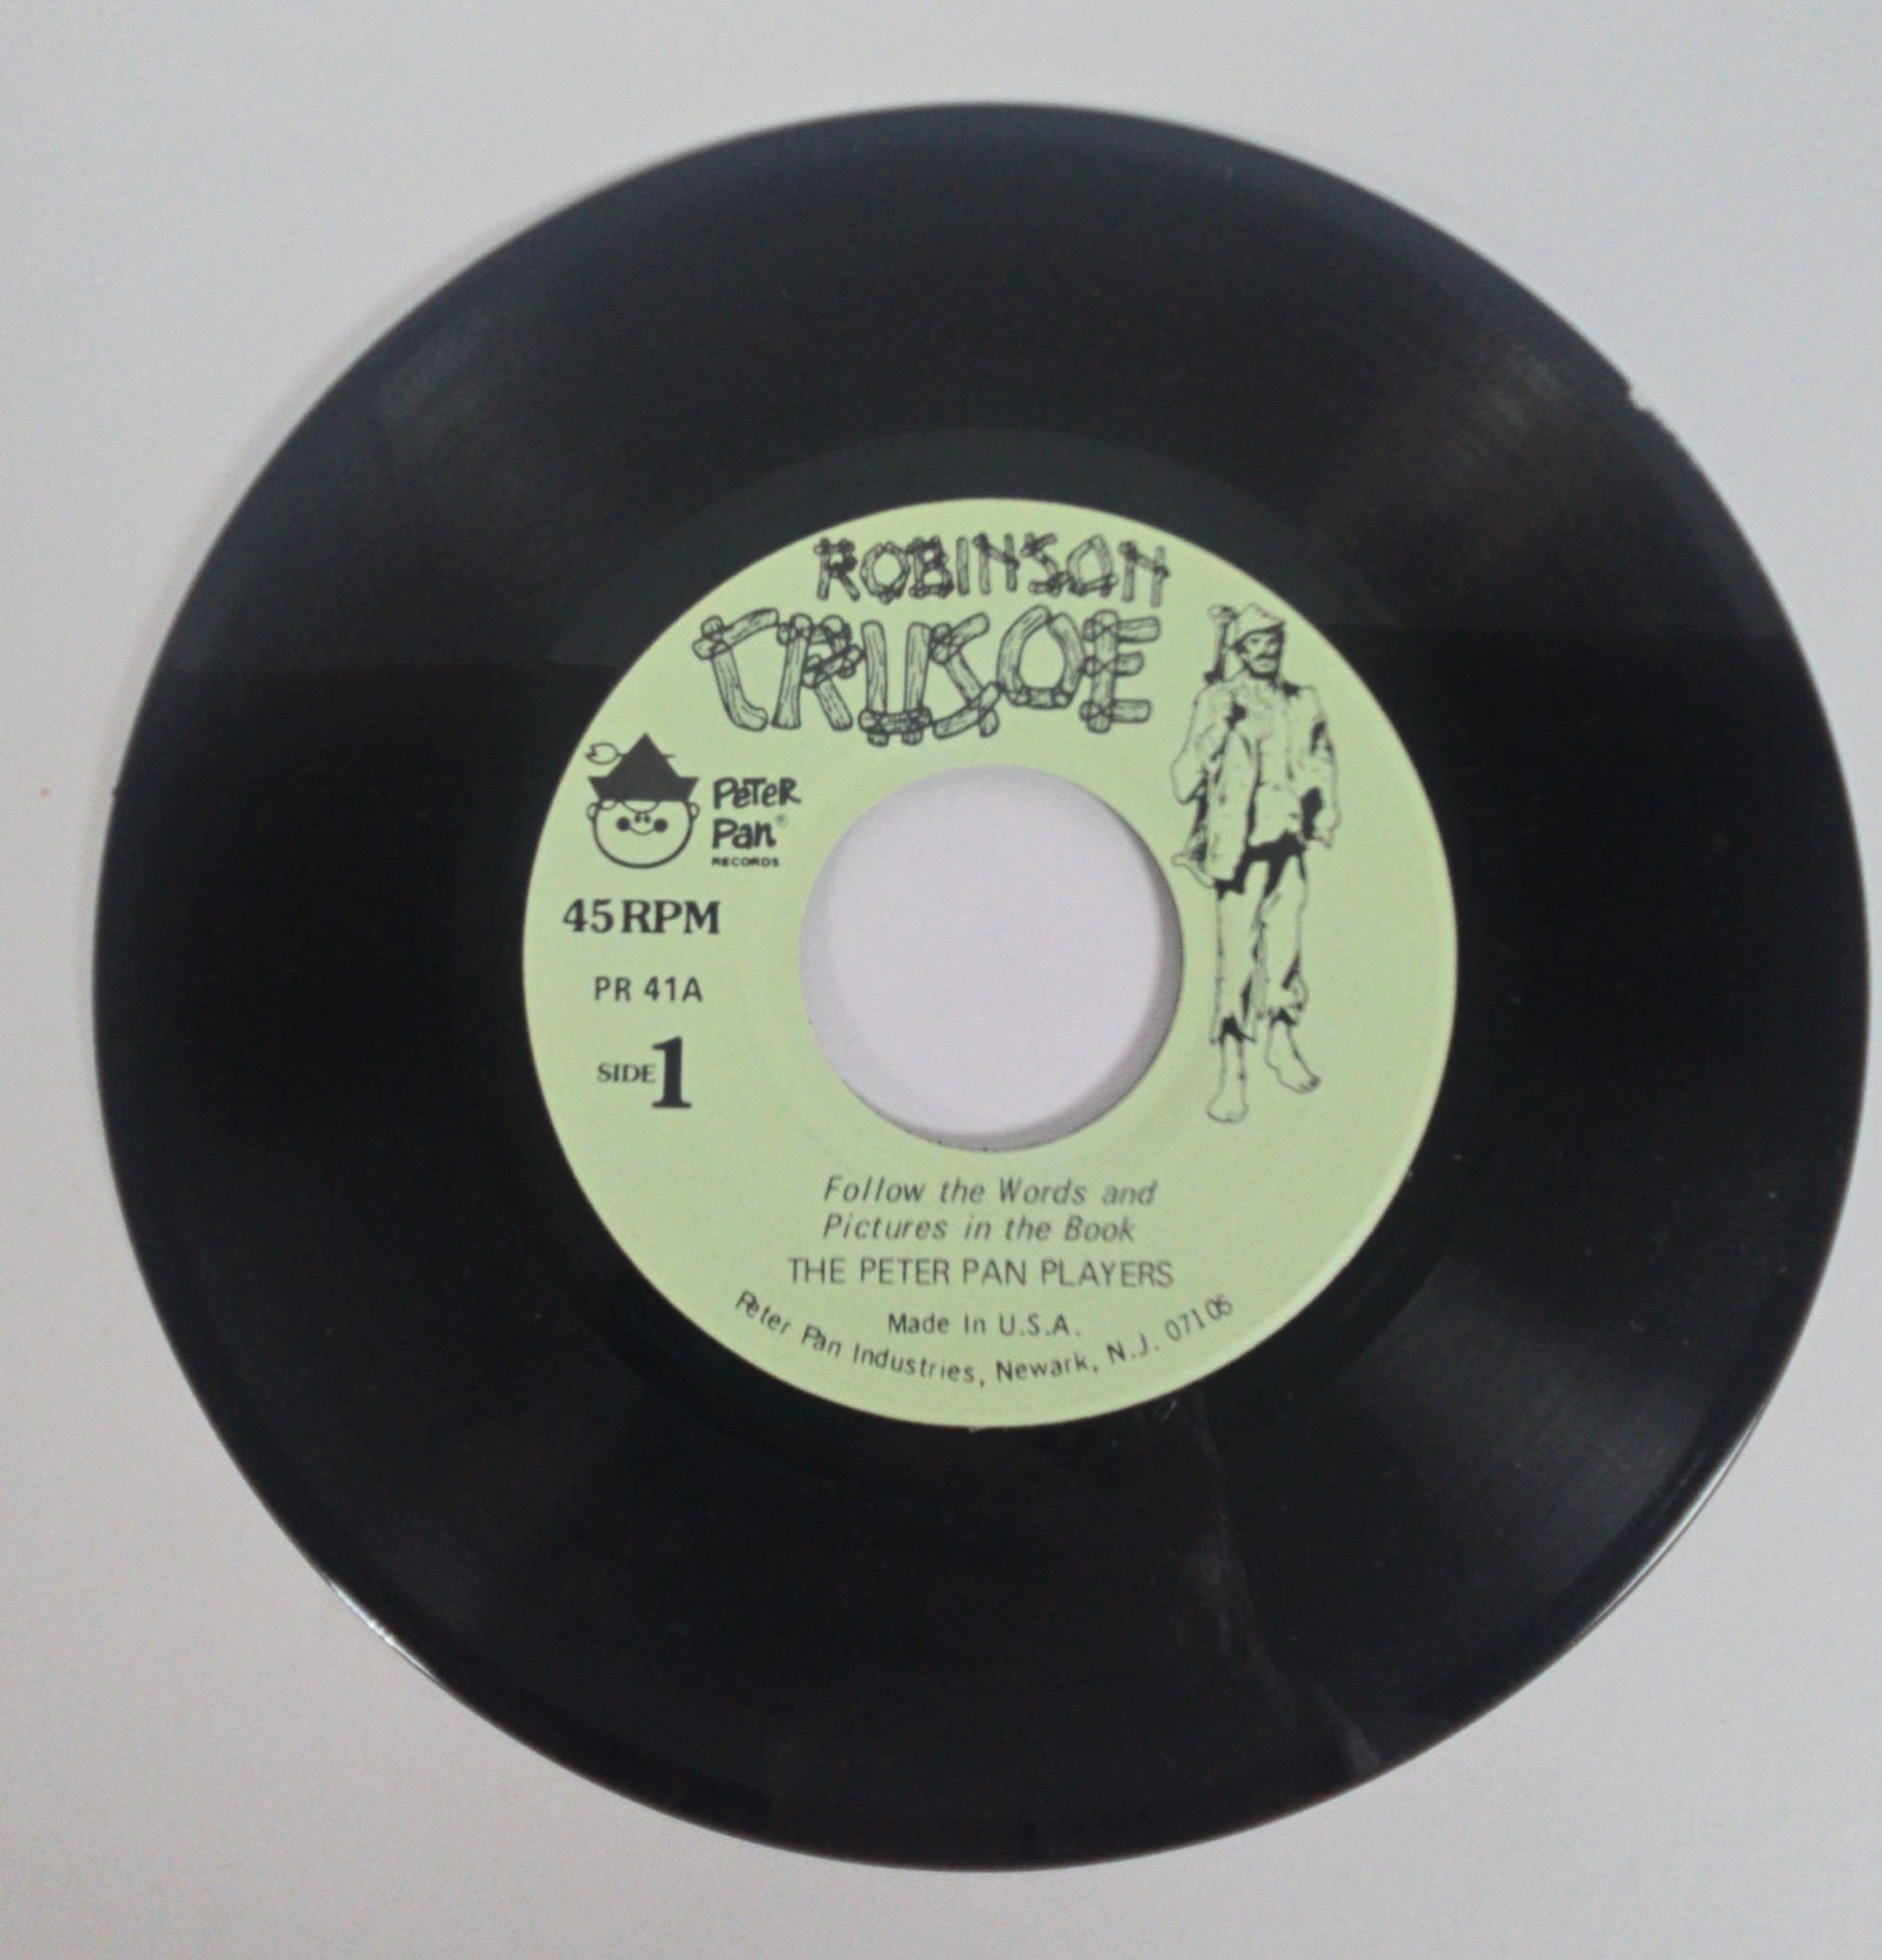 ROBINSON
CRUSOE
PETER
Pan®
RECORDS
45 RPM
PR 41A
SIDE 1
Follow the Words and
Pictures in the Book
THE PETER PAN PLAYERS
Made In U.S.A.
Peter Pan Industries, Newark, N.J. 07105